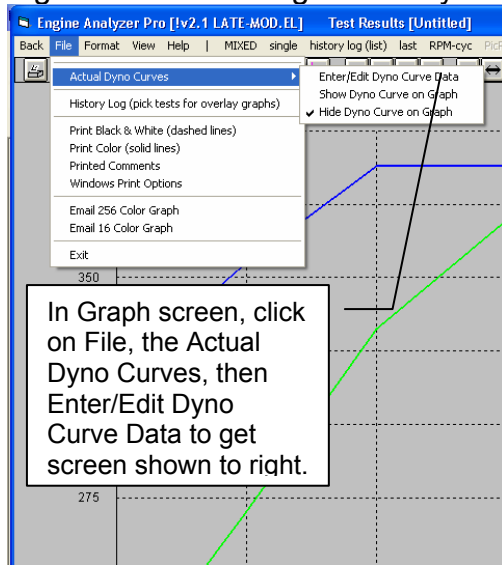 Engine Analyzer Pro [!v2.1 LATE-MOD.EL] Test Results [Untitled]
Back File Format View Help | MIXED single history log (list) last RPM-cyc
Actual Dyno Curves
Enter/Edit Dyno Curve Data
Show Dyno Curve on Graph
History Log (pick tests for overlay graphs)
Hide Dyno Curve on Graph
Print Black & White (dashed lines)
Print Color (solid lines)
Printed Comments
Windows Print Options
Email 256 Color Graph
Email 16 Color Graph
Exit
350
In Graph screen, click
on File, the Actual
Dyno Curves, then
Enter/Edit Dyno
Curve Data to get
screen shown to right.
275